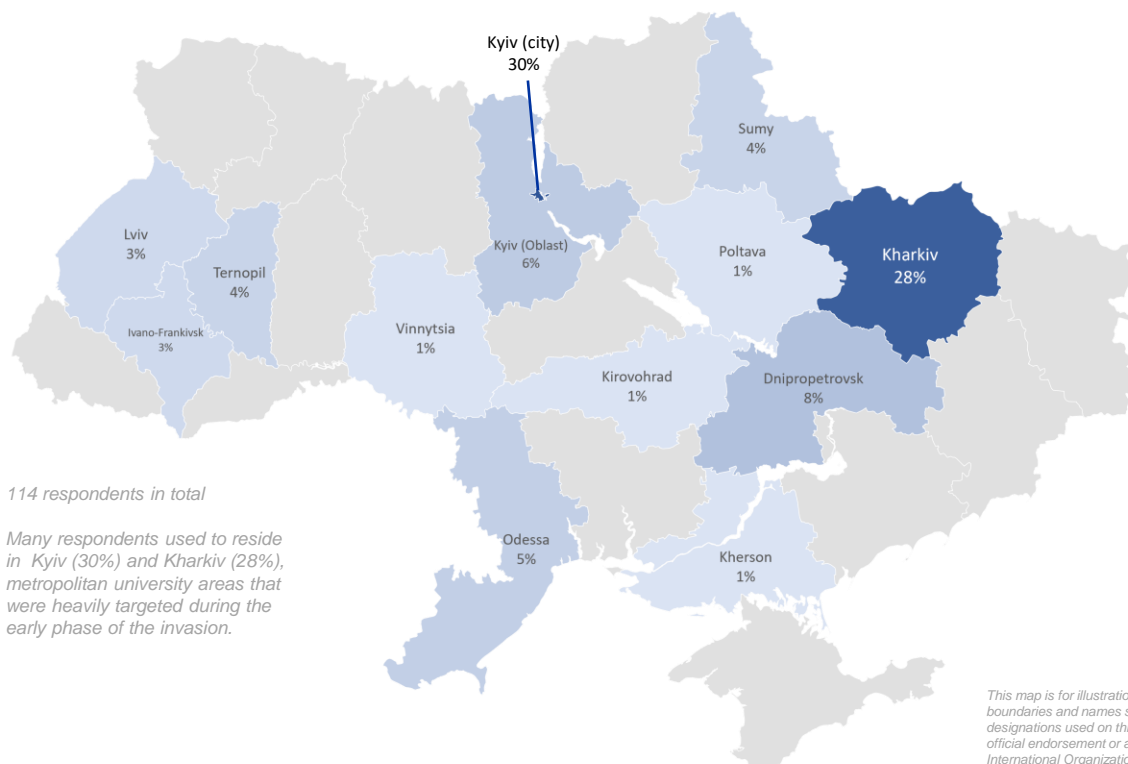 Kyiv (city)
30%
Sumy
4%
Lviv
3%
Ternopil
4%
Kyiv (Oblast)
6%
Poltava
1%
Kharkiv
28%
Ivano-Frankivsk
3%
Vinnytsia
1%
Kirovohrad
1%
Dnipropetrovsk
8%
114 respondents in total
Many respondents used to reside
in Kyiv (30%) and Kharkiv (28%),
metropolitan university areas that
were heavily targeted during the
early phase of the invasion.
Odessa
5%
Kherson
1%
This map is for illustratio
boundaries and names s
designations used on thi
official endorsement or a
International Organizatio